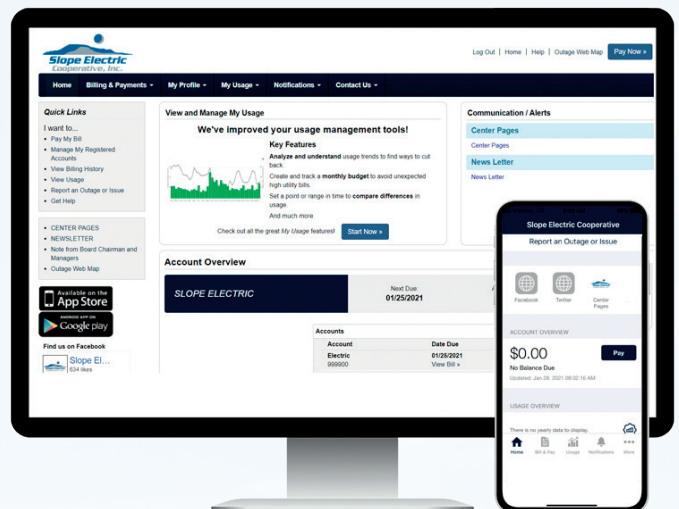 Slope Electric
Cooperative, Inc.
Log Out | Home | Help | Outage Web Map
Pay Now »
Home
Billing & Payments
My Profile
My Usage
Notifications
Contact Us
Quick Links
I want to...
Pay My Bill
Manage My Registered
Accounts
View Billing History
View Usage
Report an Outage or Issue
Get Help
CENTER PAGES
NEWSLETTER
Note from Board Chairman and
Managers
Outage Web Map
Available on the
App Store
ANDROID APP ON
Google play
Find us on Facebook
Slope El...
634 likes
View and Manage My Usage
We've improved your usage management tools!
Key Features
Analyze and understand usage trends to find ways to cut
back.
Create and track a monthly budget to avoid unexpected
high utility bills.
Set a point or range in time to compare differences in
usage.
And much more
Check out all the great My Usage features!
Start Now »
Communication / Alerts
Center Pages
Center Pages
News Letter
News Letter
Account Overview
SLOPE ELECTRIC
Next Due:
01/25/2021
Accounts
Account
Date Due
Electric
01/25/2021
999900
View Bill »
Slope Electric Cooperative
Report an Outage or Issue
Facebook
Twitter
Center
Pages
ACCOUNT OVERVIEW
$0.00
Pay
No Balance Due
Updated: Jan 28, 2021 08:02:16 AM
USAGE OVERVIEW
There is no yearly data to display.
Home
Bill & Pay
Usage
Notifications
More